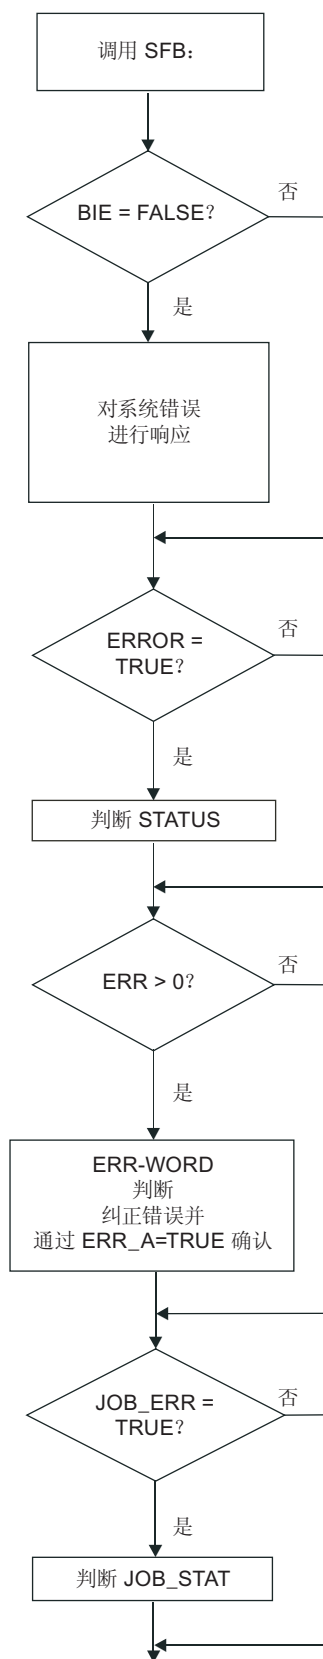 调用 SFB：
BIE = FALSE？
否
是
对系统错误
进行响应
ERROR =
TRUE？
否
是
判断 STATUS
ERR > 0？
否
是
ERR-WORD
判断
纠正错误并
通过 ERR_A=TRUE 确认
JOB_ERR =
TRUE？
否
是
判断 JOB_STAT